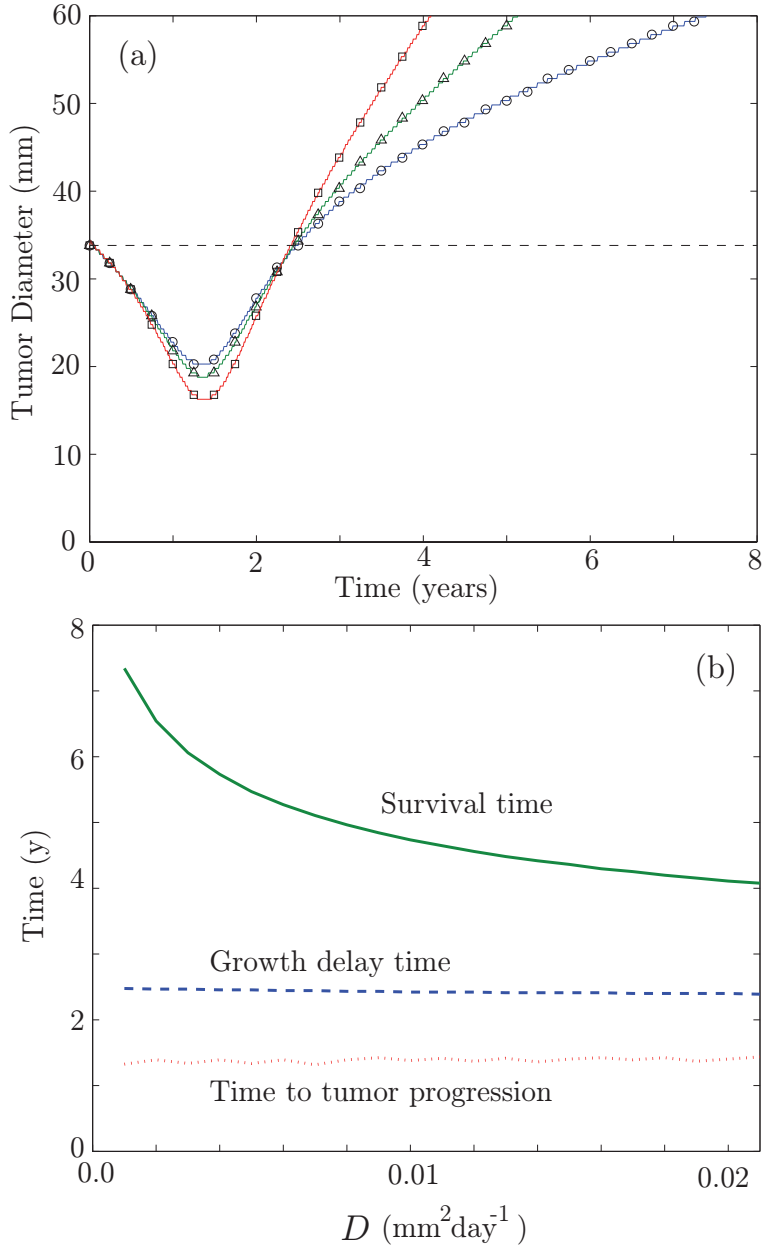 (a)
60
50
40
30
20
10
0
Tumor Diameter (mm)
0
2
4
6
8
Time (years)
(b)
8
6
4
2
0
Time (y)
Survival time
Growth delay time
Time to tumor progression
0.0
0.01
0.02
D (mm²day⁻¹)